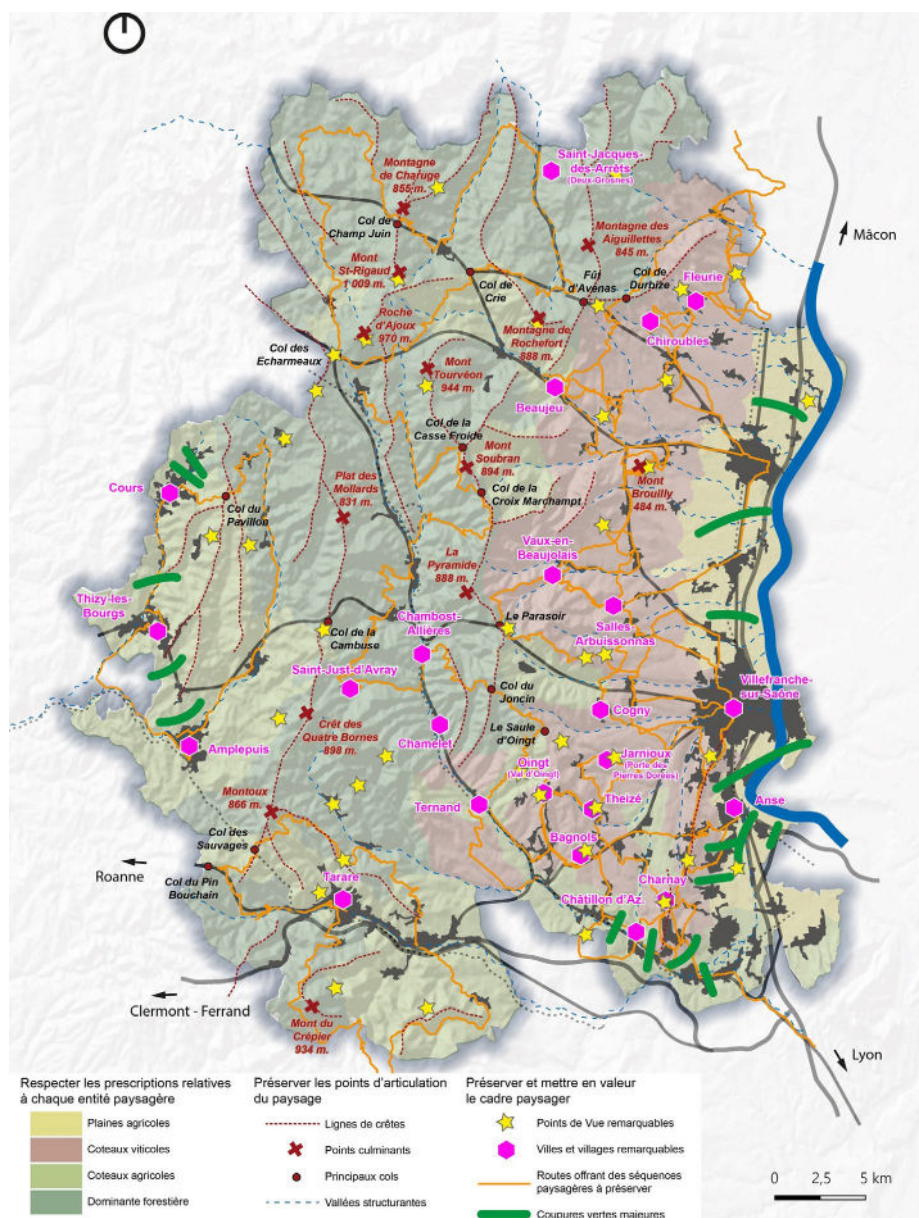 Saint-Jacques-
des-Arrêts
(Deux-Grosnes)
Montagne
de Charuge
855 m.
Col de
Champ Juin
Montagne des
Aiguillettes
845 m.
Mâcon
Mont
St-Rigaud
1 009 m.
Col de
Crie
Fût
d'Avenas
Col de
Durbize
Fleurie
Roche
d'Ajoux
970 m.
Montagne de
Rochefort
888 m.
Chiroubles
Col des
Echarmeaux
Mont
Tourvéon
944 m.
Beaujeu
Col de la
Casse Froide
Mont
Soubran
894 m.
Cours
Col du
Pavillon
Plat des
Mollards
831 m.
Col de la
Croix Marchampt
Mont
Brouilly
484 m.
Vaux-en-
Beaujolais
La
Pyramide
888 m.
Thizy-les-
Bourgs
Col de la
Cambuse
Chambost-
Allières
Le Parasoir
Salles-
Arbuissonnas
Saint-Just-d'Avray
Col du
Joncin
Cogny
Villefranche-
sur-Saône
Crêt des
Quatre Bornes
898 m.
Chamelet
Le Saule
d'Oingt
Amplepuis
Oingt
(Val d'Oingt)
Jarnioux
(Porte des
Pierres Dorées)
Montoux
866 m.
Ternand
Theizé
Anse
Col des
Sauvages
Bagnols
Roanne
Col du Pin
Bouchain
Tarare
Charnay
Châtillon d'Az.
Clermont - Ferrand
Mont du
Crépier
934 m.
Lyon
Respecter les prescriptions relatives
à chaque entité paysagère
Plaines agricoles
Coteaux viticoles
Coteaux agricoles
Dominante forestière
Préserver les points d'articulation
du paysage
Lignes de crêtes
Points culminants
Principaux cols
Vallées structurantes
Préserver et mettre en valeur
le cadre paysager
Points de Vue remarquables
Villes et villages remarquables
Routes offrant des séquences
paysagères à préserver
Coupures vertes majeures
0 2,5 5 km